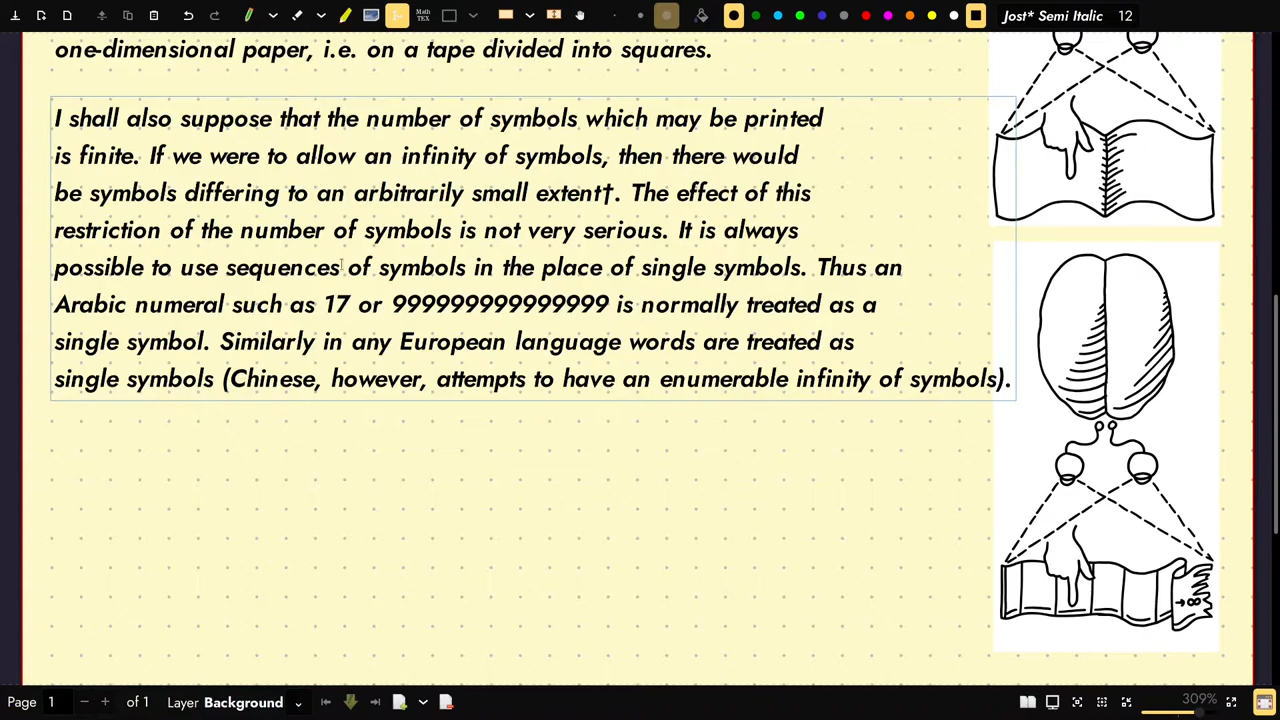 Math
TEX
Jost* Semi Italic 12
one-dimensional paper, i.e. on a tape divided into squares.
I shall also suppose that the number of symbols which may be printed
is finite. If we were to allow an infinity of symbols, then there would
be symbols differing to an arbitrarily small extent†. The effect of this
restriction of the number of symbols is not very serious. It is always
possible to use sequences of symbols in the place of single symbols. Thus an
Arabic numeral such as 17 or 999999999999999 is normally treated as a
single symbol. Similarly in any European language words are treated as
single symbols (Chinese, however, attempts to have an enumerable infinity of symbols).
→∞
Page 1 of 1 Layer Background 309%